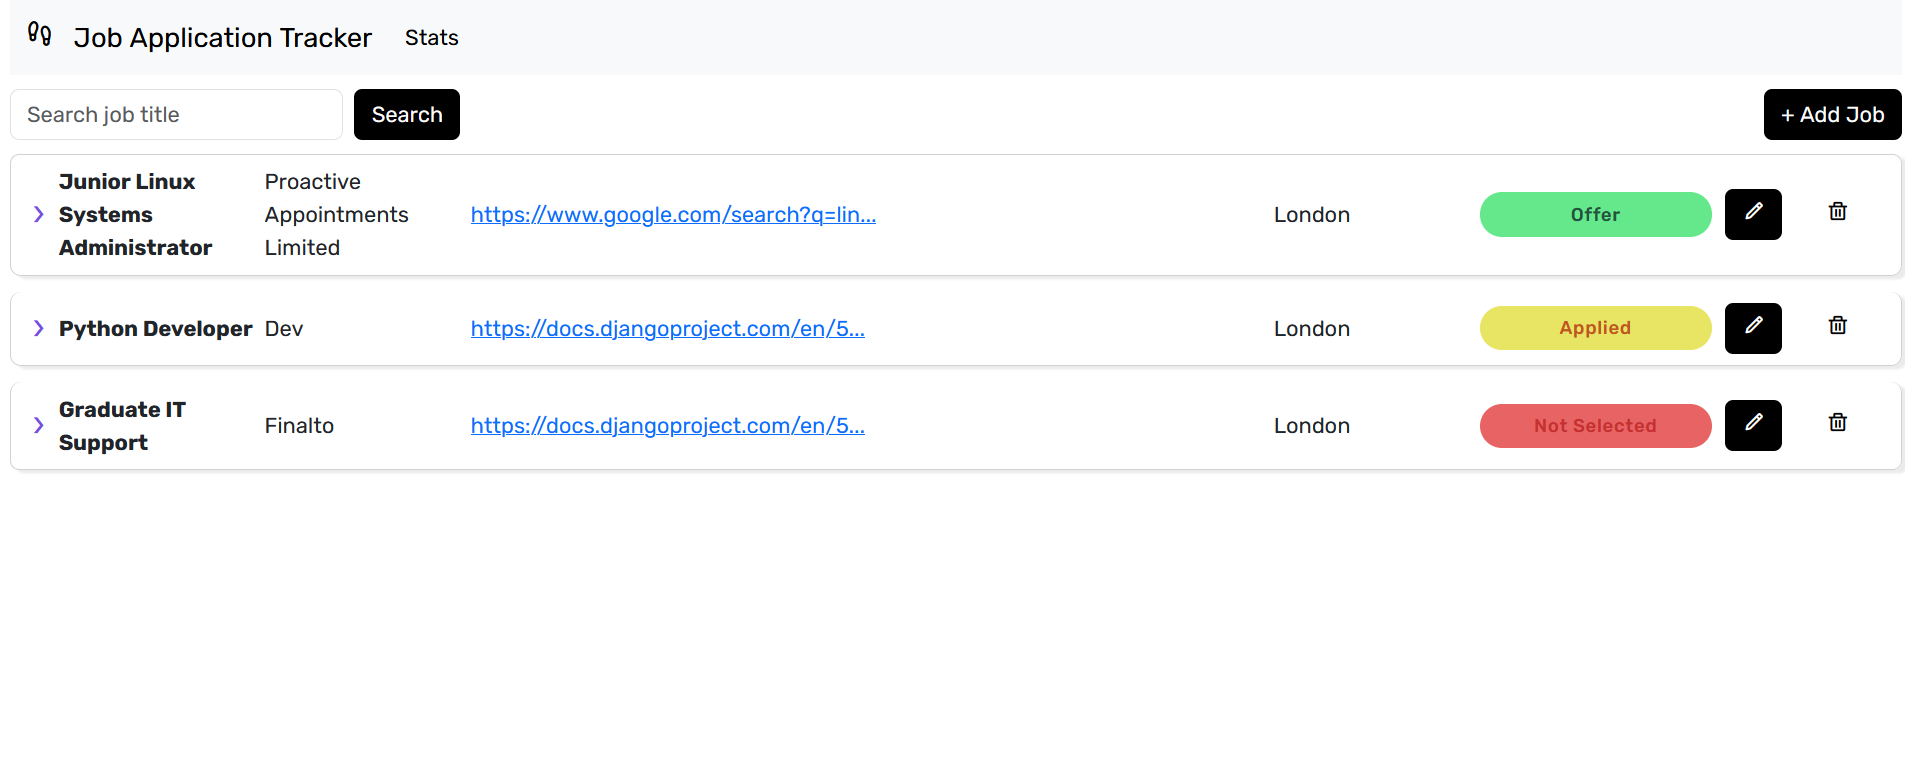 Job Application Tracker Stats
Search job title Search + Add Job
Junior Linux
Systems
Administrator
Proactive
Appointments
Limited
https://www.google.com/search?q=lin...
London
Offer
Python Developer
Dev
https://docs.djangoproject.com/en/5...
London
Applied
Graduate IT
Support
Finalto
https://docs.djangoproject.com/en/5...
London
Not Selected